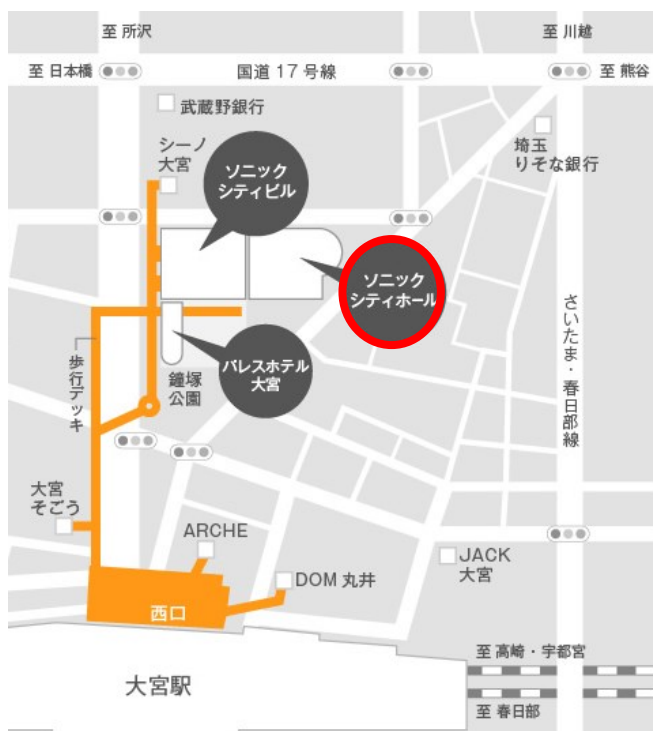 至 所沢
至 川越
至 日本橋
国道 17 号線
至 熊谷
武蔵野銀行
シーノ
大宮
埼玉
りそな銀行
ソニック
シティビル
ソニック
シティホール
さいたま・春日部線
パレスホテル
大宮
歩行デッキ
鐘塚
公園
大宮
そごう
ARCHE
JACK
大宮
DOM 丸井
西口
至 高崎・宇都宮
大宮駅
至 春日部